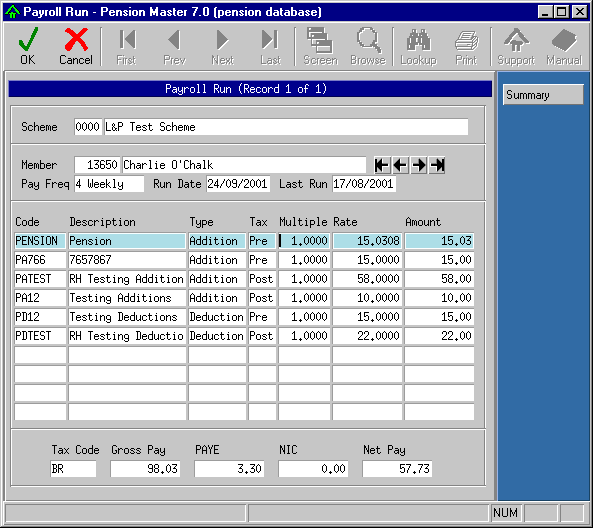 Payroll Run - Pension Master 7.0 (pension database)
OK Cancel First Prev Next Last Screen Browse Lookup Print Support Manual
Payroll Run (Record 1 of 1)
Summary
Scheme 0000 L&P Test Scheme
Member 13650 Charlie O'Chalk
Pay Freq 4 Weekly Run Date 24/09/2001 Last Run 17/08/2001
Code Description Type Tax Multiple Rate Amount
PENSION Pension Addition Pre 1.0000 15.0308 15.03
PA766 7657867 Addition Pre 1.0000 15.0000 15.00
PATEST RH Testing Addition Addition Post 1.0000 58.0000 58.00
PA12 Testing Additions Addition Post 1.0000 10.0000 10.00
PD12 Testing Deductions Deduction Pre 1.0000 15.0000 15.00
PDTEST RH Testing Deductio Deduction Post 1.0000 22.0000 22.00
Tax Code Gross Pay PAYE NIC Net Pay
BR 98.03 3.30 0.00 57.73
NUM